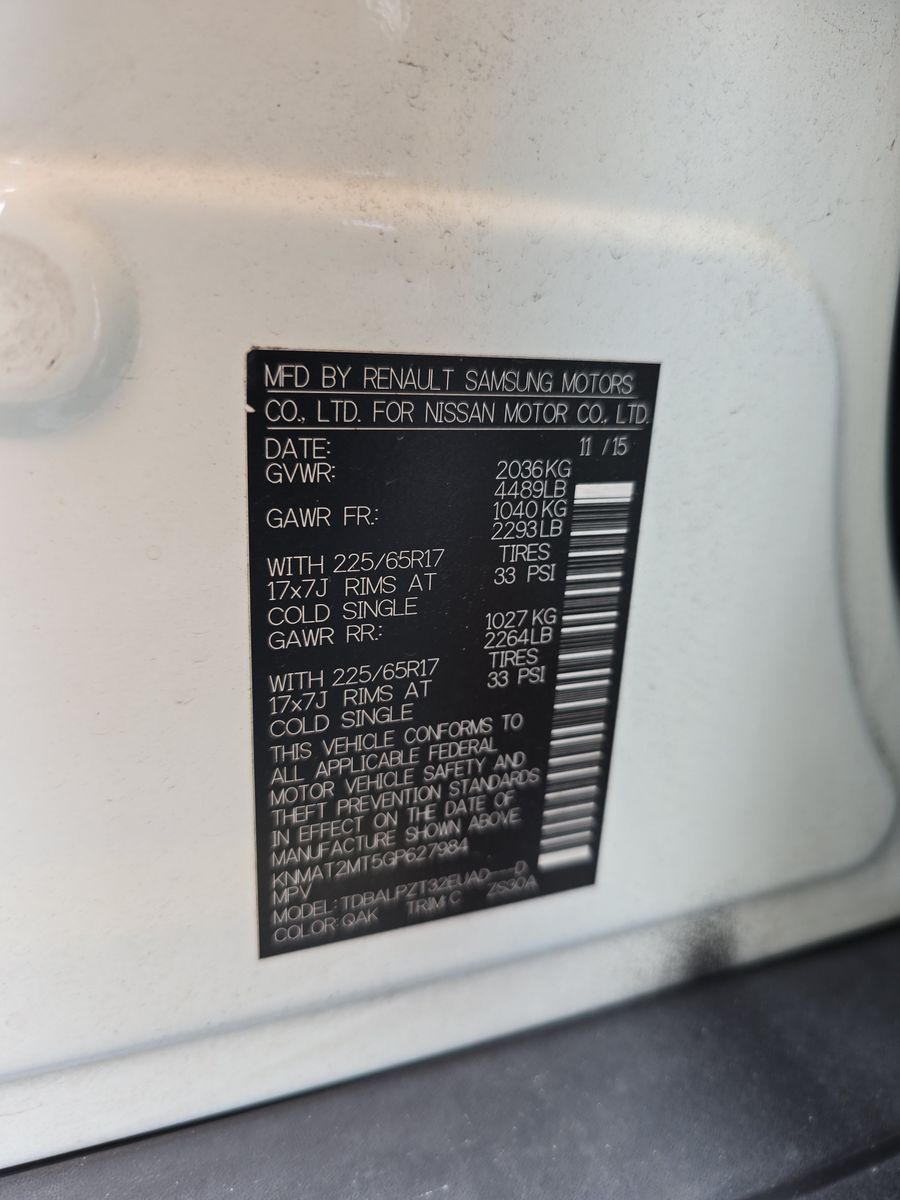 MFD BY RENAULT SAMSUNG MOTORS
CO., LTD. FOR NISSAN MOTOR CO., LTD.
DATE: 11 /15
GVWR: 2036KG
4489LB
GAWR FR.: 1040KG
2293LB
WITH 225/65R17 TIRES
17x7J RIMS AT 33 PSI
COLD SINGLE
GAWR RR.: 1027KG
2264LB
WITH 225/65R17 TIRES
17x7J RIMS AT 33 PSI
COLD SINGLE
THIS VEHICLE CONFORMS TO
ALL APPLICABLE FEDERAL
MOTOR VEHICLE SAFETY AND
THEFT PREVENTION STANDARDS
IN EFFECT ON THE DATE OF
MANUFACTURE SHOWN ABOVE
KNMAT2MT5GP627984
MPV
MODEL: TDBALPZT32EUAD---D
COLOR: QAK TRIM: C ZS30A